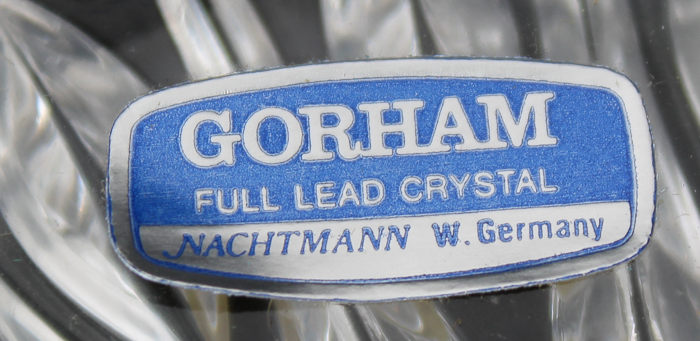 GORHAM
FULL LEAD CRYSTAL
NACHTMANN W. Germany